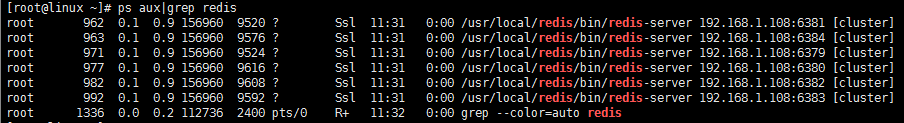 [root@linux ~]# ps aux|grep redis
root 962 0.1 0.9 156960 9520 ? Ssl 11:31 0:00 /usr/local/redis/bin/redis-server 192.168.1.108:6381 [cluster]
root 963 0.1 0.9 156960 9576 ? Ssl 11:31 0:00 /usr/local/redis/bin/redis-server 192.168.1.108:6384 [cluster]
root 971 0.1 0.9 156960 9524 ? Ssl 11:31 0:00 /usr/local/redis/bin/redis-server 192.168.1.108:6379 [cluster]
root 977 0.1 0.9 156960 9616 ? Ssl 11:31 0:00 /usr/local/redis/bin/redis-server 192.168.1.108:6380 [cluster]
root 982 0.1 0.9 156960 9608 ? Ssl 11:31 0:00 /usr/local/redis/bin/redis-server 192.168.1.108:6382 [cluster]
root 992 0.1 0.9 156960 9592 ? Ssl 11:31 0:00 /usr/local/redis/bin/redis-server 192.168.1.108:6383 [cluster]
root 1336 0.0 0.2 112736 2400 pts/0 R+ 11:32 0:00 grep --color=auto redis